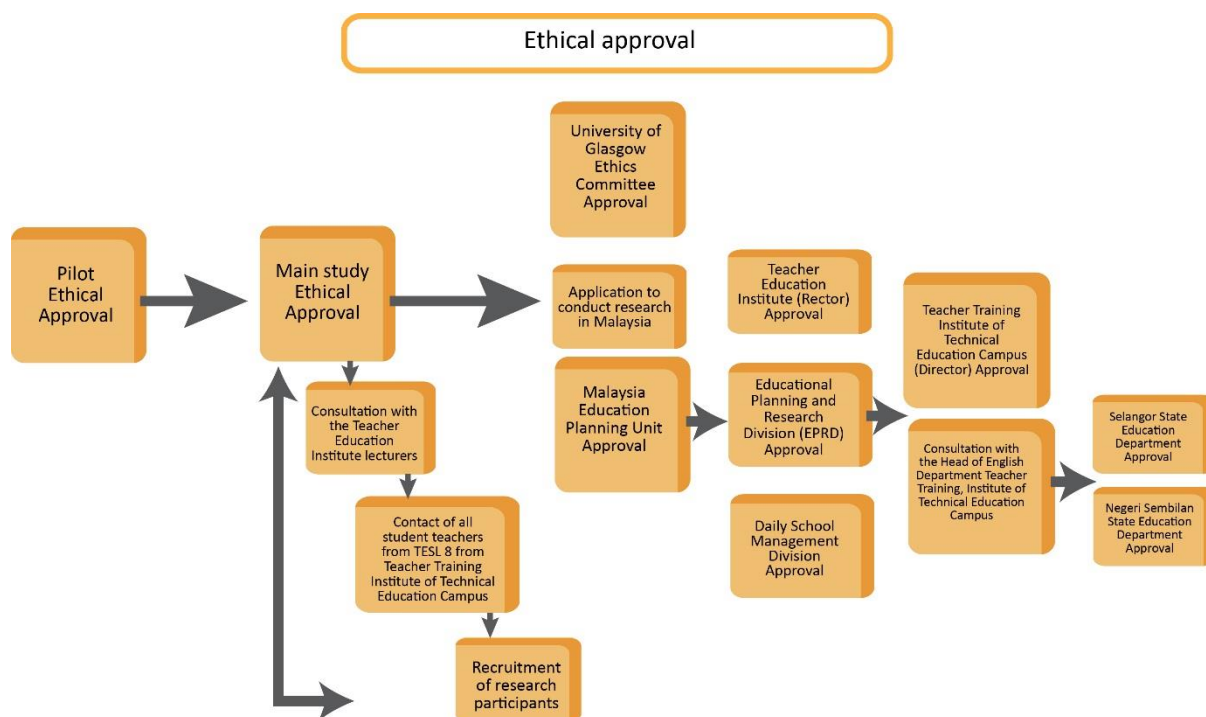 Ethical approval
University of
Glasgow
Ethics
Committee
Approval
Pilot
Ethical
Approval
Main study
Ethical
Approval
Application to
conduct research
in Malaysia
Teacher
Education
Institute (Rector)
Approval
Teacher Training
Institute of
Technical
Education Campus
(Director) Approval
Consultation with
the Teacher
Education
Institute lecturers
Malaysia
Education
Planning Unit
Approval
Educational
Planning and
Research
Division (EPRD)
Approval
Consultation with
the Head of English
Department Teacher
Training, Institute of
Technical Education
Campus
Selangor State
Education
Department
Approval
Negeri Sembilan
State Education
Department
Approval
Contact of all
student teachers
from TESL 8 from
Teacher Training
Institute of Technical
Education Campus
Daily School
Management
Division
Approval
Recruitment
of research
participants